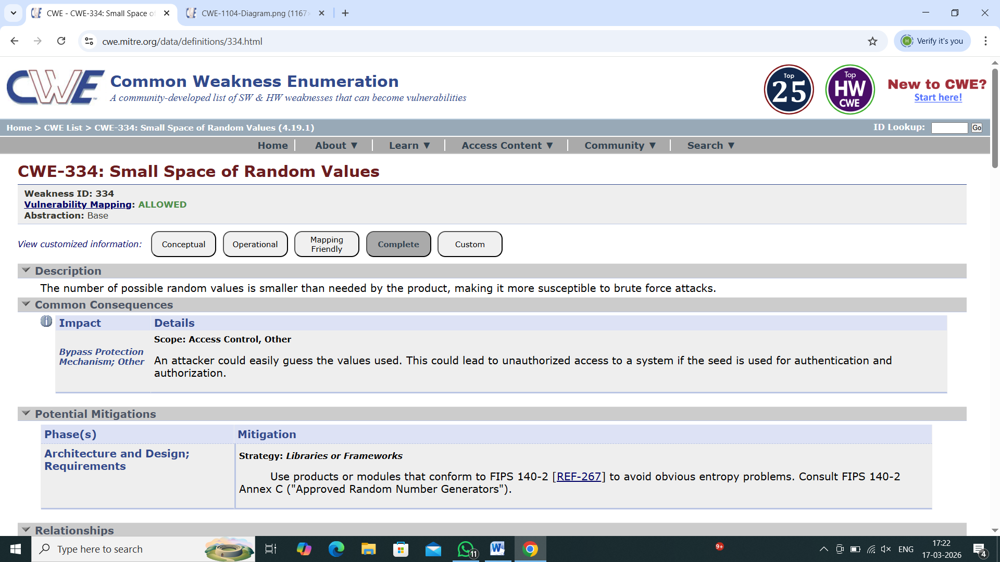 CWE - CWE-334: Small Space of
CWE-1104-Diagram.png (1167
cwe.mitre.org/data/definitions/334.html
H
Verify it's you
CWE
Common Weakness Enumeration
A community-developed list of SW & HW weaknesses that can become vulnerabilities
Top
25
Top
HW
CWE
New to CWE?
Start here!
Home > CWE List > CWE-334: Small Space of Random Values (4.19.1)
ID Lookup:
Go
Home
About ▼
Learn ▼
Access Content ▼
Community ▼
Search ▼
CWE-334: Small Space of Random Values
Weakness ID: 334
Vulnerability Mapping: ALLOWED
Abstraction: Base
View customized information:
Conceptual
Operational
Mapping
Friendly
Complete
Custom
Description
The number of possible random values is smaller than needed by the product, making it more susceptible to brute force attacks.
Common Consequences
Impact
Details
Bypass Protection
Mechanism; Other
Scope: Access Control, Other
An attacker could easily guess the values used. This could lead to unauthorized access to a system if the seed is used for authentication and
authorization.
Potential Mitigations
Phase(s)
Mitigation
Architecture and Design;
Requirements
Strategy: Libraries or Frameworks
Use products or modules that conform to FIPS 140-2 [REF-267] to avoid obvious entropy problems. Consult FIPS 140-2
Annex C ("Approved Random Number Generators").
Relationships
Type here to search
11
9+
ENG
17:22
17-03-2026
4